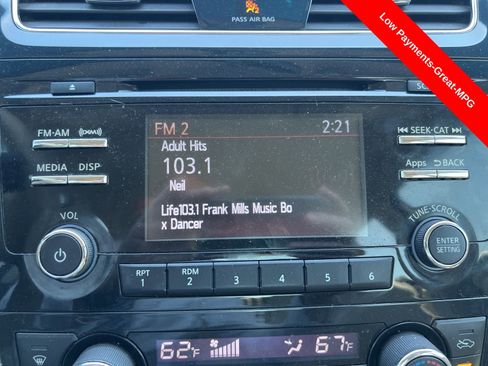 PASS AIR BAG
Low Payments-Great-MPG
FM-AM
MEDIA
DISP
FM 2
2:21
Adult Hits
103.1
Neil
Life103.1 Frank Mills Music Bo
x Dancer
SEEK-CAT
Apps
BACK
VOL
TUNE-SCROLL
ENTER
SETTING
RPT
1
RDM
2
3
4
5
6
62°F
67°F